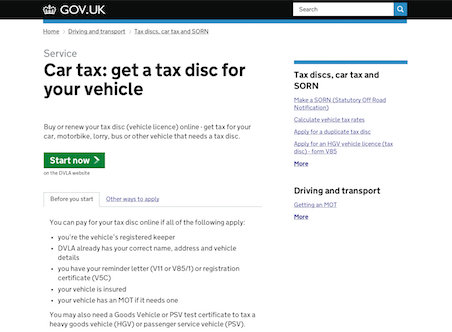 GOV.UK
Search
Home › Driving and transport › Tax discs, car tax and SORN
Service
Car tax: get a tax disc for
your vehicle
Buy or renew your tax disc (vehicle licence) online - get tax for your
car, motorbike, lorry, bus or other vehicle that needs a tax disc.
Start now
on the DVLA website
Before you start
Other ways to apply
You can pay for your tax disc online if all of the following apply:
• you're the vehicle's registered keeper
• DVLA already has your correct name, address and vehicle
details
• you have your reminder letter (V11 or V85/1) or registration
certificate (V5C)
• your vehicle is insured
• your vehicle has an MOT if it needs one
You may also need a Goods Vehicle or PSV test certificate to tax a
heavy goods vehicle (HGV) or passenger service vehicle (PSV).
Tax discs, car tax and
SORN
Make a SORN (Statutory Off Road
Notification)
Calculate vehicle tax rates
Apply for a duplicate tax disc
Apply for an HGV vehicle licence (tax
disc) - form V85
More
Driving and transport
Getting an MOT
More